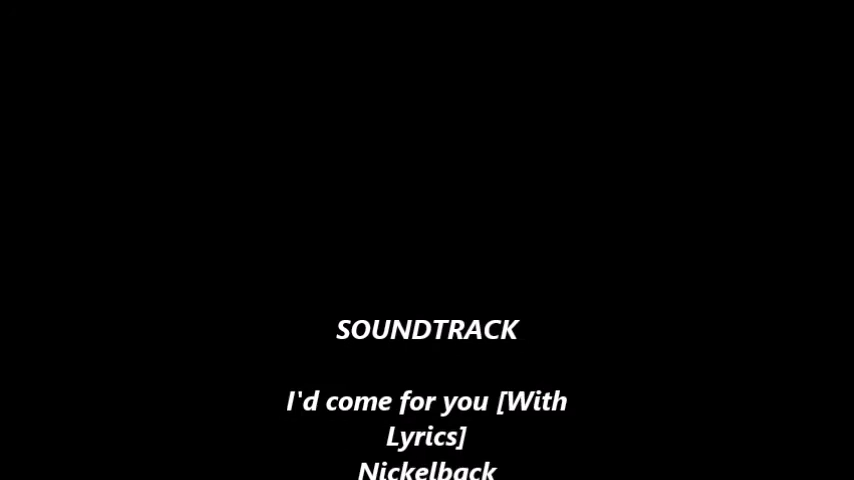 SOUNDTRACK
I'd come for you [With
Lyrics]
Nickelback